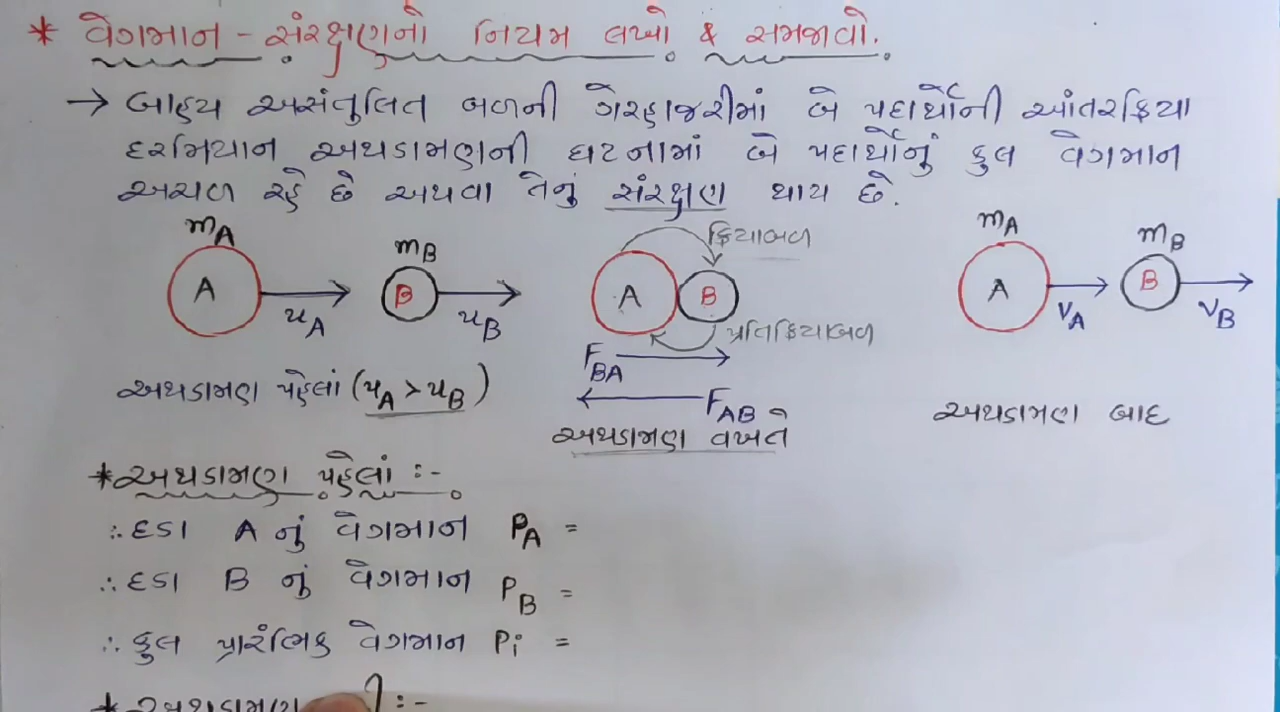 * વેગમાન - સંરક્ષણનો નિયમ લખો & સમજાવો.
→ બાહ્ય અસંતુલિત બળની ગેરહાજરીમાં બે પદાર્થોની આંતરક્રિયા
દરમિયાન અથડામણની ઘટનામાં બે પદાર્થોનું કુલ વેગમાન
અચળ રહે છે અથવા તેનું સંરક્ષણ થાય છે.
mA
A
uA
mB
B
uB
અથડામણ પહેલાં (uA > uB)
ક્રિયાબળ
A
B
પ્રતિક્રિયાબળ
FBA
FAB
અથડામણ વખતે
mA
A
vA
mB
B
vB
અથડામણ બાદ
* અથડામણ પહેલાં :-
∴ દડા A નું વેગમાન PA =
∴ દડા B નું વેગમાન PB =
∴ કુલ પ્રારંભિક વેગમાન Pi =
* અથડામણ :-